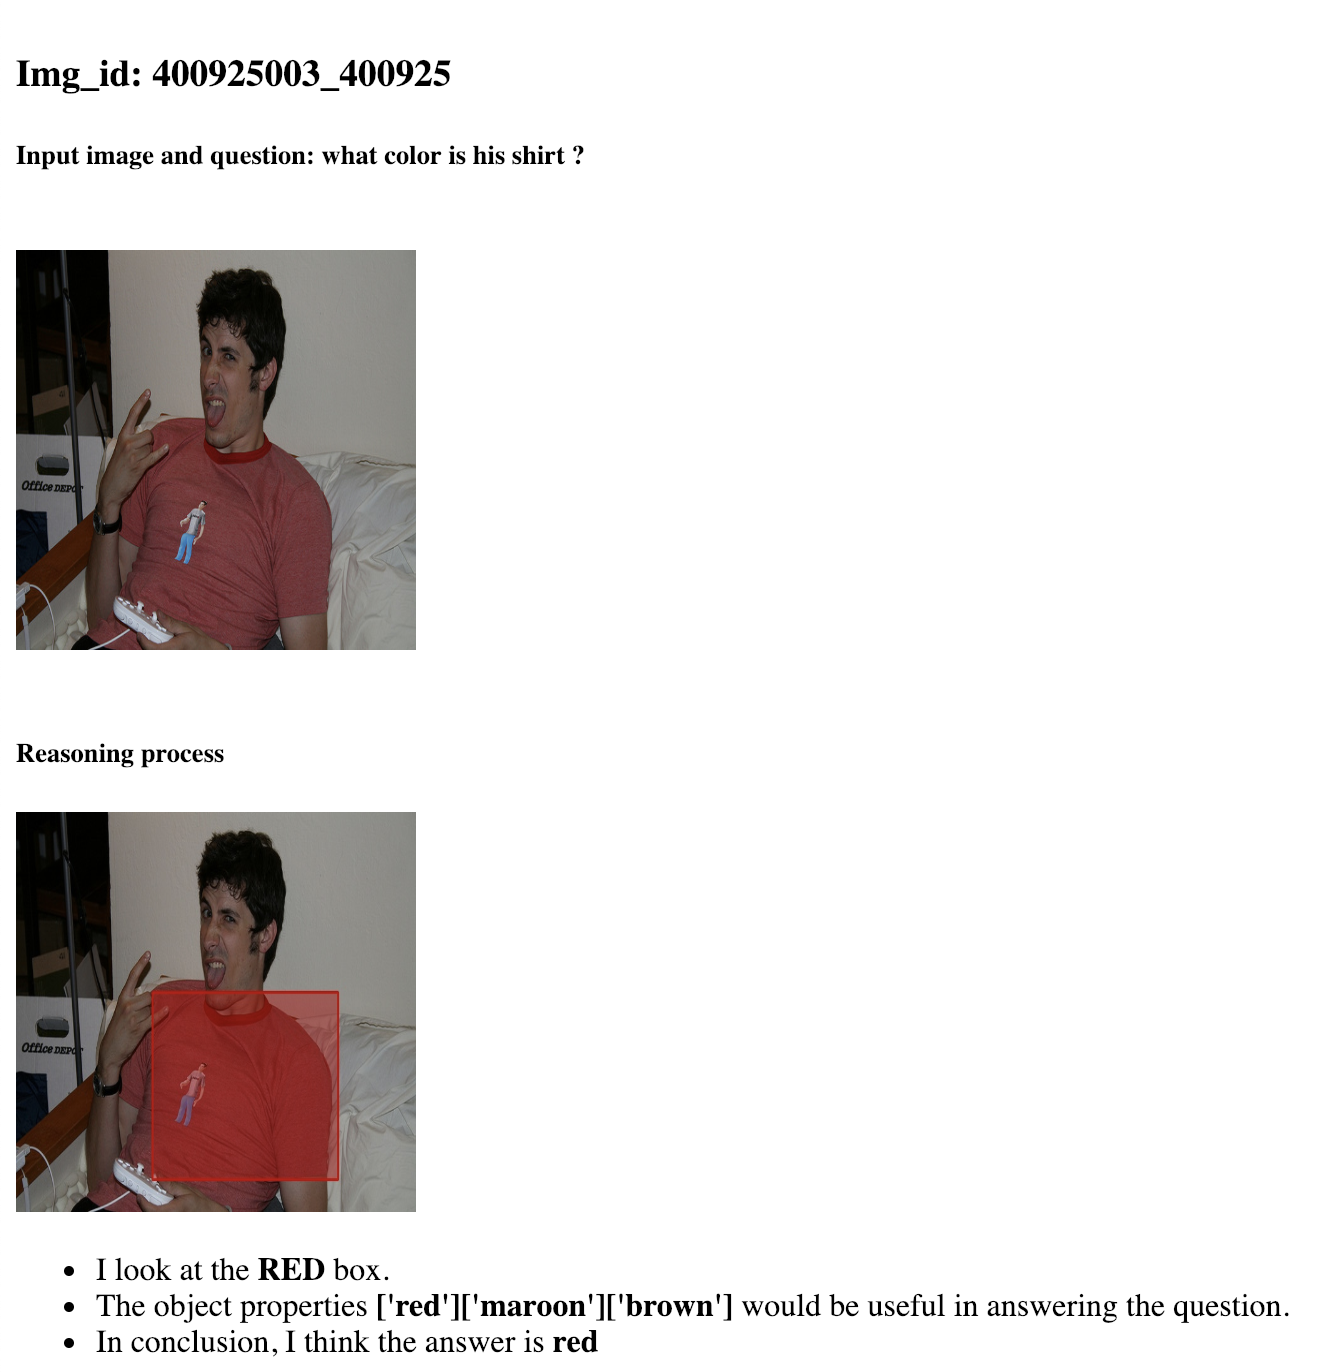 Img_id: 400925003_400925
Input image and question: what color is his shirt ?
Office DEPOT
Reasoning process
Office DEPOT
I look at the RED box.
The object properties ['red']['maroon']['brown'] would be useful in answering the question.
In conclusion, I think the answer is red